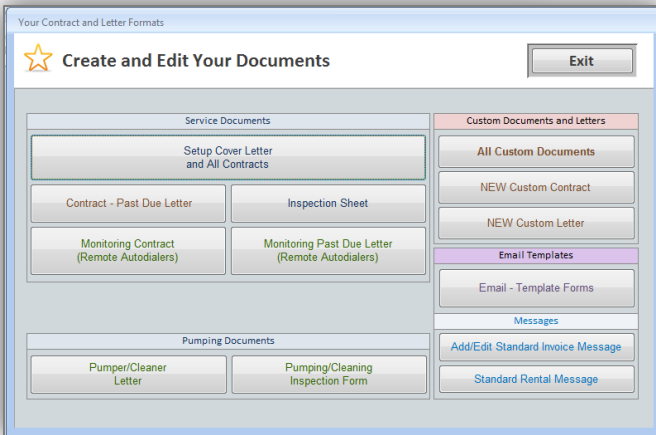 Your Contract and Letter Formats
Create and Edit Your Documents
Exit
Service Documents
Setup Cover Letter
and All Contracts
Contract - Past Due Letter
Inspection Sheet
Monitoring Contract
(Remote Autodialers)
Monitoring Past Due Letter
(Remote Autodialers)
Pumping Documents
Pumper/Cleaner
Letter
Pumping/Cleaning
Inspection Form
Custom Documents and Letters
All Custom Documents
NEW Custom Contract
NEW Custom Letter
Email Templates
Email - Template Forms
Messages
Add/Edit Standard Invoice Message
Standard Rental Message